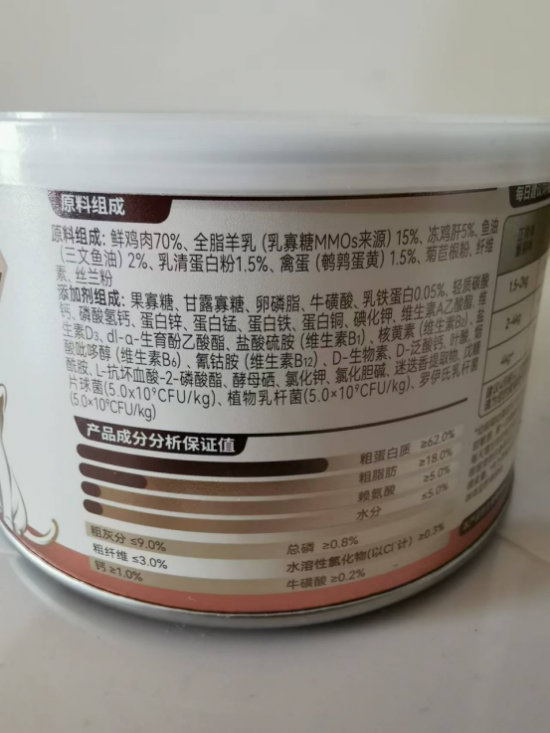 原料组成
原料组成: 鲜鸡肉70%、全脂羊乳 (乳寡糖MMOs来源) 15%、冻鸡肝5%、鱼油
(三文鱼油) 2%、乳清蛋白粉1.5%、禽蛋 (鹌鹑蛋黄) 1.5%、菊苣根粉、纤维
素、丝兰粉
添加剂组成: 果寡糖、甘露寡糖、卵磷脂、牛磺酸、乳铁蛋白0.05%、轻质碳酸
钙、磷酸氢钙、蛋白锌、蛋白锰、蛋白铁、蛋白铜、碘化钾、维生素A乙酸酯、维
生素D₃、dl-α-生育酚乙酸酯、盐酸硫胺 (维生素B₁) 、核黄素 (维生素B₂) 、盐
酸吡哆醇 (维生素B₆) 、氰钴胺 (维生素B₁₂) 、D-生物素、D-泛酸钙、叶酸、烟
酰胺、L-抗坏血酸-2-磷酸酯、酵母硒、氯化钾、氯化胆碱、迷迭香提取物、戊糖
片球菌(5.0x10⁹CFU/kg)、植物乳杆菌(5.0×10⁹CFU/kg)、罗伊氏乳杆菌
(5.0×10⁹CFU/kg)
产品成分分析保证值
粗蛋白质 ≥62.0%
粗脂肪 ≥18.0%
赖氨酸 ≥5.0%
水分 ≤5.0%
粗灰分 ≤9.0% 总磷 ≥0.8%
粗纤维 ≤3.0% 水溶性氯化物(以Cl⁻计) ≥0.3%
钙 ≥1.0% 牛磺酸 ≥0.2%
每日建议
1.5-2kg
2-4kg
4kg+